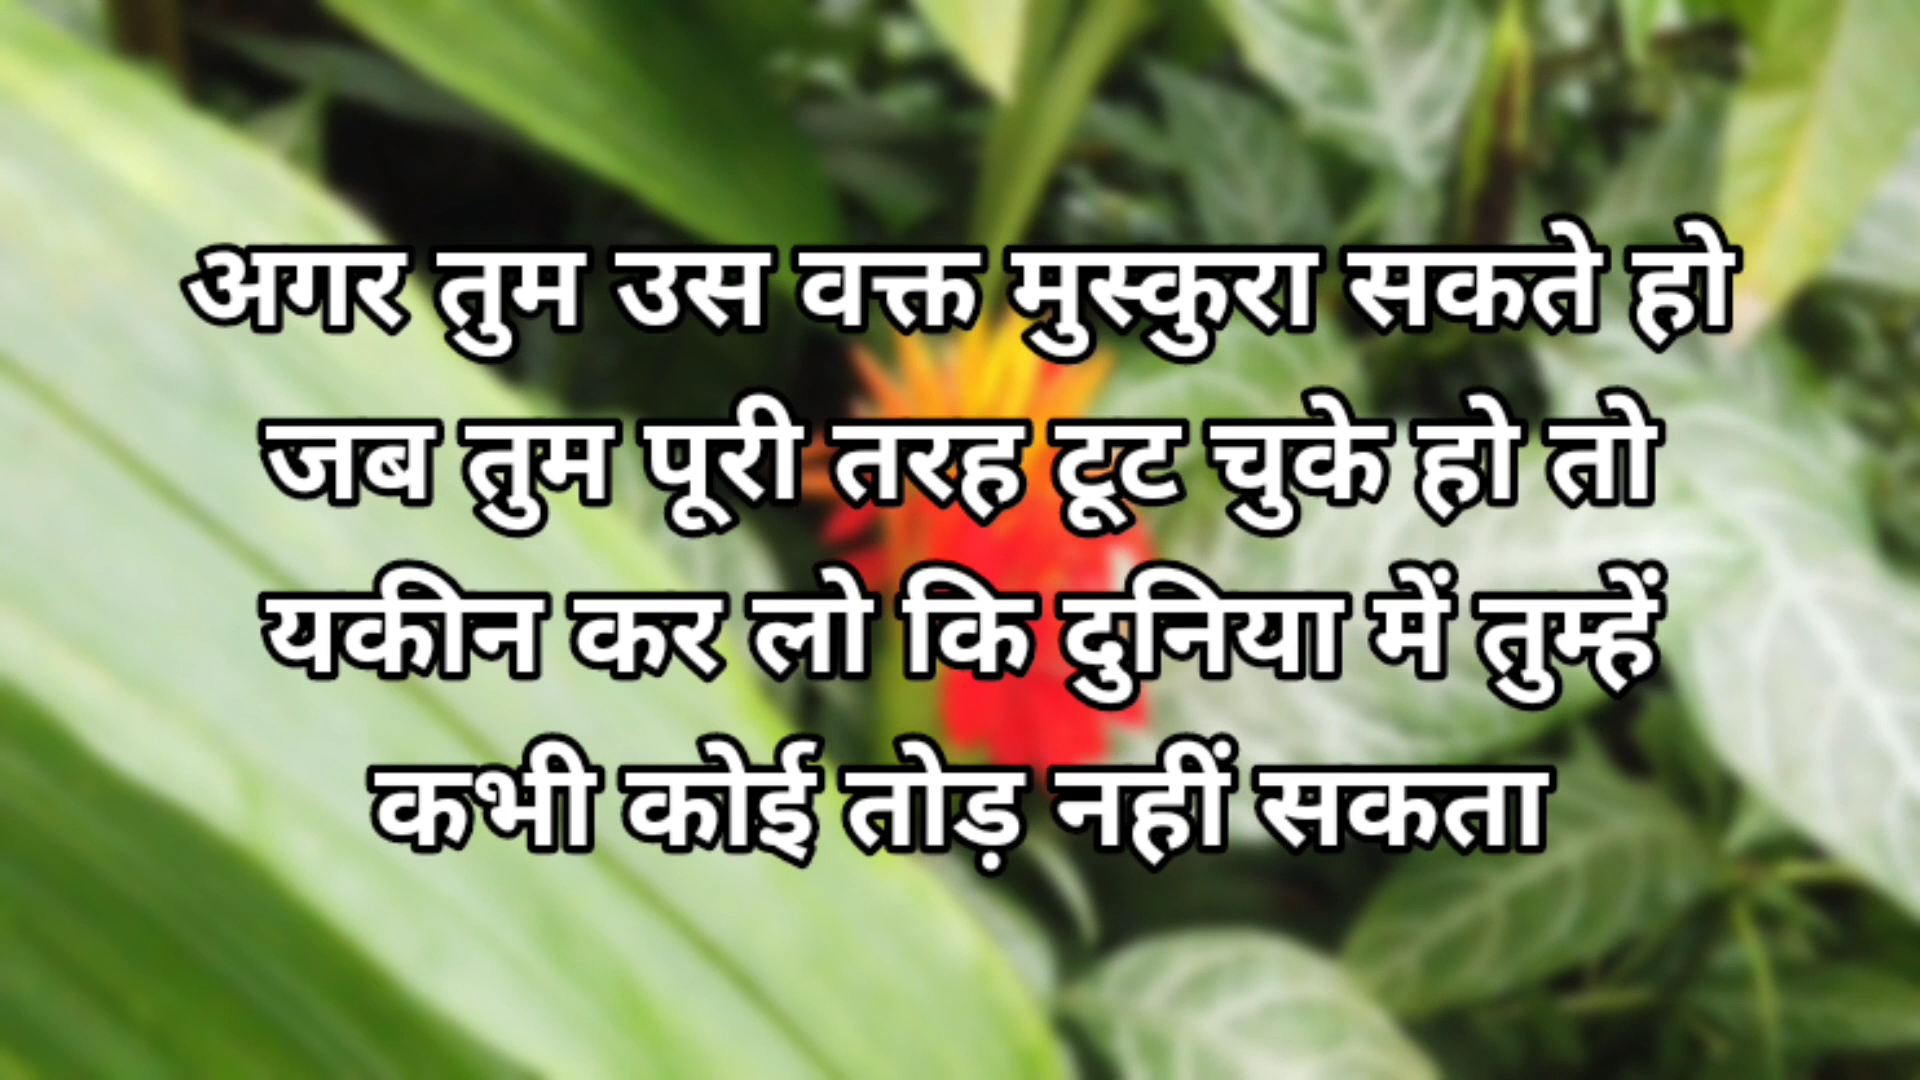 अगर तुम उस वक्त मुस्कुरा सकते हो
जब तुम पूरी तरह टूट चुके हो तो
यकीन कर लो कि दुनिया में तुम्हें
कभी कोई तोड़ नहीं सकता